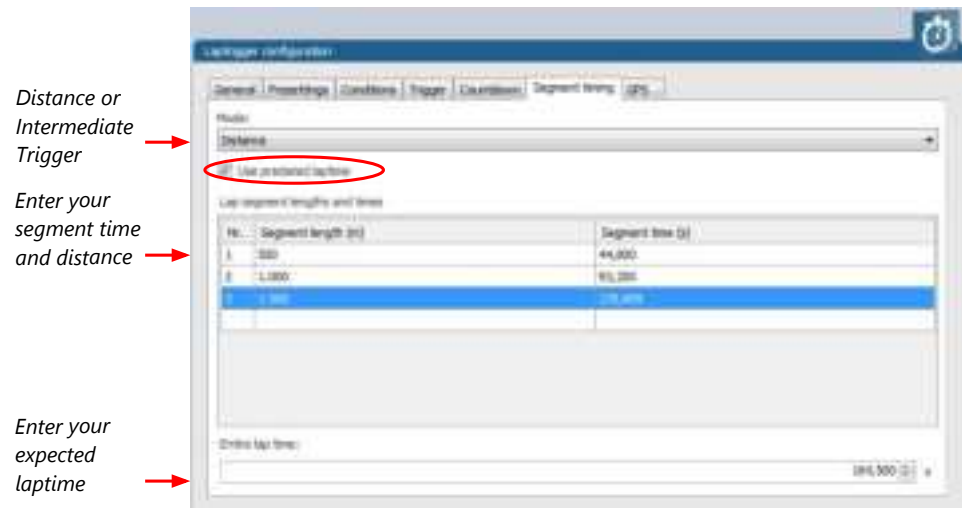 Laptrigger configuration
General Presettings Conditions Trigger Countdown Segment timing GPS
Distance or
Intermediate
Trigger
Mode:
Distance
Use predicted laptime
Enter your
segment time
and distance
Lap segment lengths and times
Nr. Segment length [m] Segment time [s]
1 500 44,000
2 1.000
3
Enter your
expected
laptime
Entire lap time:
s